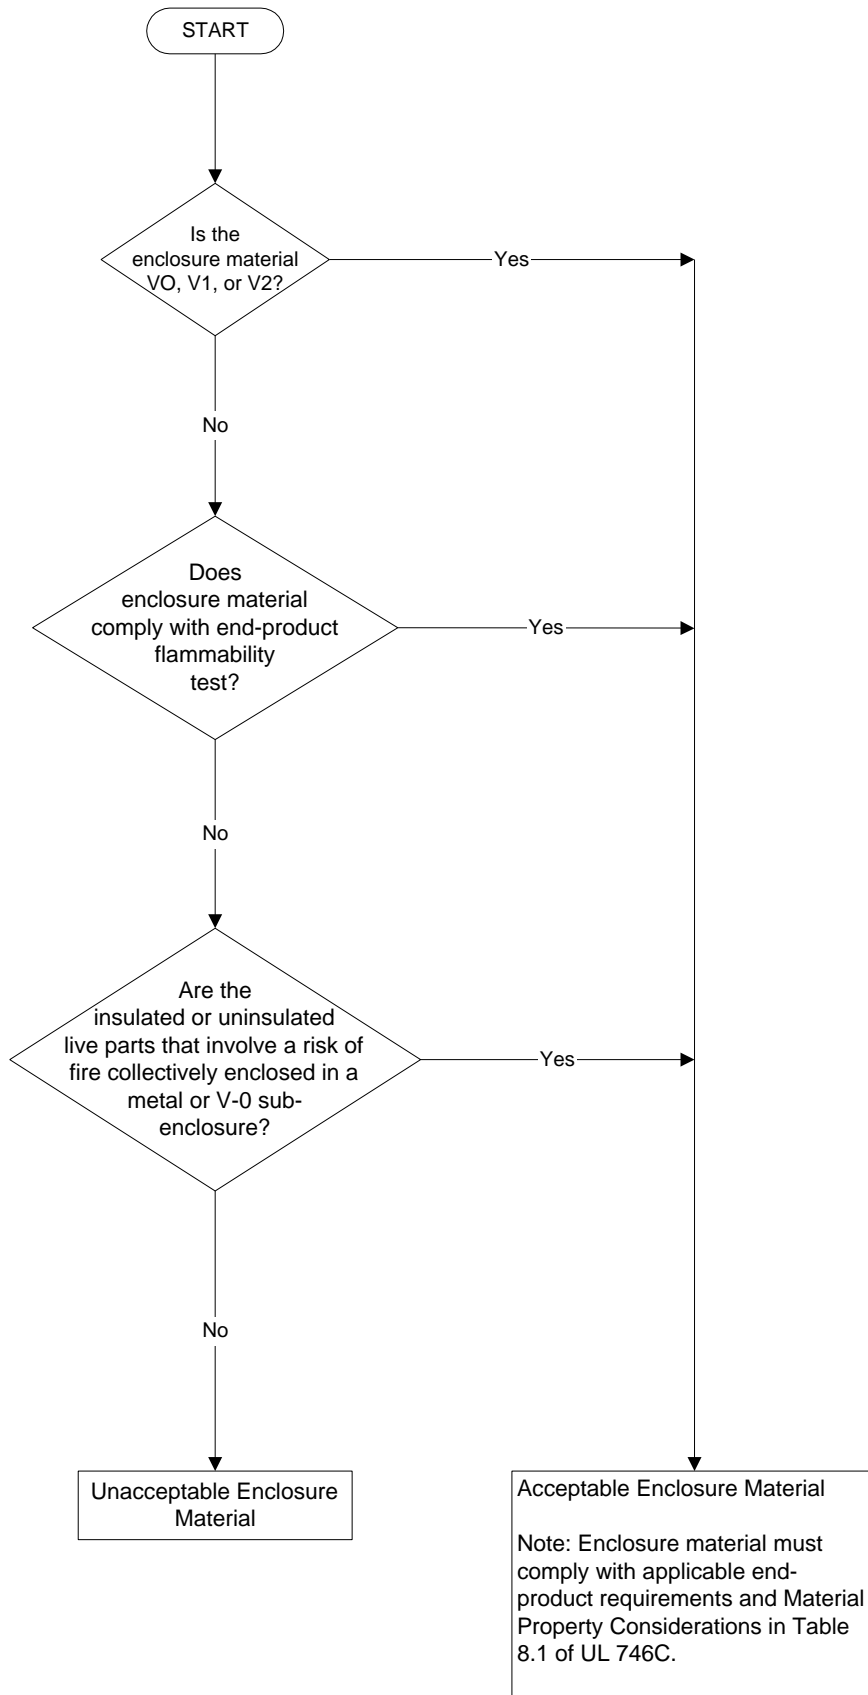 START
Is the
enclosure material
VO, V1, or V2?
Yes
No
Does
enclosure material
comply with end-product
flammability
test?
Yes
No
Are the
insulated or uninsulated
live parts that involve a risk of
fire collectively enclosed in a
metal or V-0 sub-
enclosure?
Yes
No
Unacceptable Enclosure
Material
Acceptable Enclosure Material
Note: Enclosure material must
comply with applicable end-
product requirements and Material
Property Considerations in Table
8.1 of UL 746C.